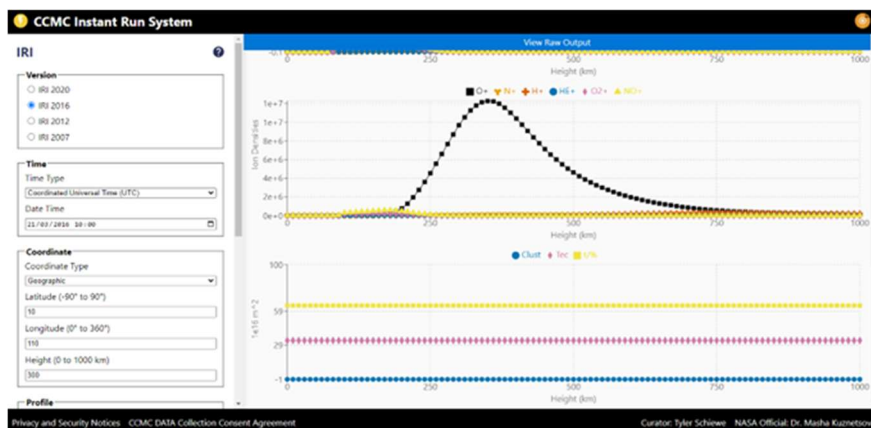 CCMC Instant Run System
IRI
Version
IRI 2020
IRI 2016
IRI 2012
IRI 2007
Time
Time Type
Coordinated Universal Time (UTC)
Date Time
21/03/2016 10:00
Coordinate
Coordinate Type
Geographic
Latitude (-90° to 90°)
10
Longitude (0° to 360°)
110
Height (0 to 1000 km)
300
Profile
View Raw Output
-0.1
0 250 500 750 1000
Height (km)
O+ N+ H+ HE+ O2+ NO+
Ion Densities
1e+7
1e+7
8e+6
6e+6
4e+6
2e+6
0e+0
0 250 500 750 1000
Height (km)
Clust Tec t/%
1e16 m^2
100
59
29
-1
0 250 500 750 1000
Height (km)
Privacy and Security Notices CCMC DATA Collection Consent Agreement
Curator: Tyler Schiewe NASA Official: Dr. Masha Kuznetsov